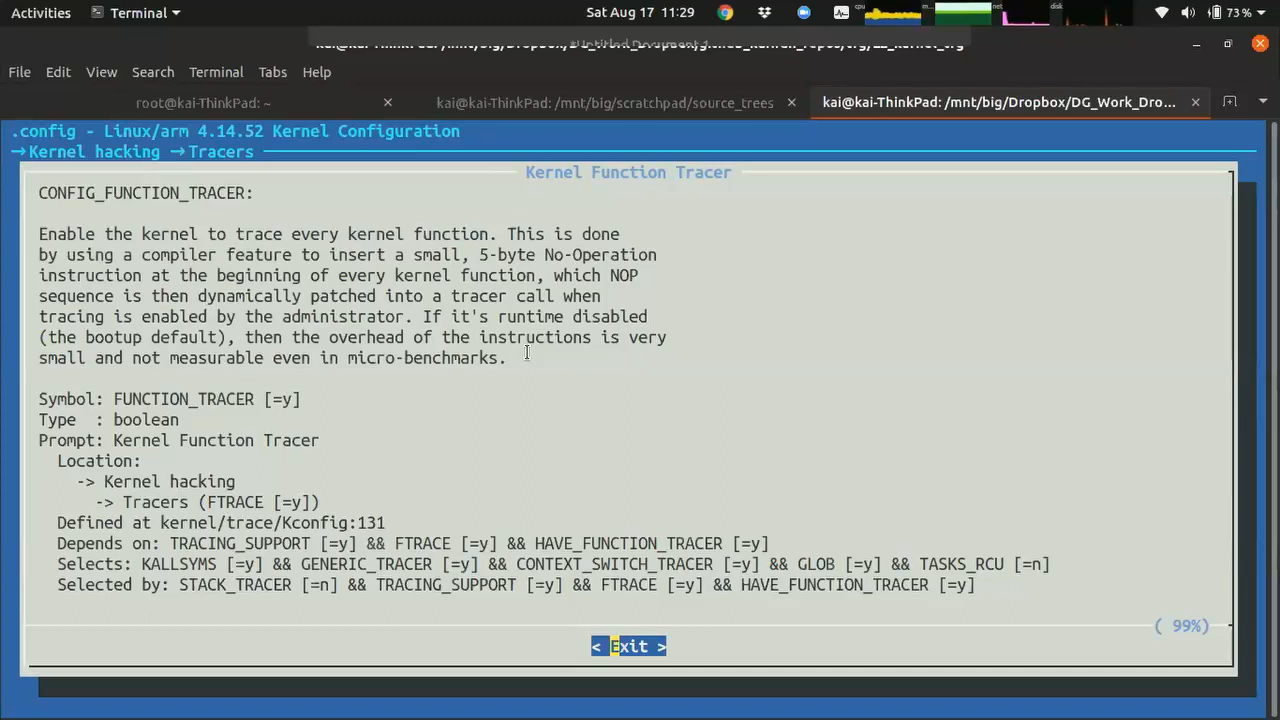 Activities Terminal Sat Aug 17 11:29 cpu m... net disk 73 %
*Untitled Document 1
File Edit View Search Terminal Tabs Help
root@kai-ThinkPad: ~ kai@kai-ThinkPad: /mnt/big/scratchpad/source_trees kai@kai-ThinkPad: /mnt/big/Dropbox/DG_Work_Dro...
.config - Linux/arm 4.14.52 Kernel Configuration
→Kernel hacking →Tracers
Kernel Function Tracer
CONFIG_FUNCTION_TRACER:
Enable the kernel to trace every kernel function. This is done
by using a compiler feature to insert a small, 5-byte No-Operation
instruction at the beginning of every kernel function, which NOP
sequence is then dynamically patched into a tracer call when
tracing is enabled by the administrator. If it's runtime disabled
(the bootup default), then the overhead of the instructions is very
small and not measurable even in micro-benchmarks.
Symbol: FUNCTION_TRACER [=y]
Type : boolean
Prompt: Kernel Function Tracer
Location:
-> Kernel hacking
-> Tracers (FTRACE [=y])
Defined at kernel/trace/Kconfig:131
Depends on: TRACING_SUPPORT [=y] && FTRACE [=y] && HAVE_FUNCTION_TRACER [=y]
Selects: KALLSYMS [=y] && GENERIC_TRACER [=y] && CONTEXT_SWITCH_TRACER [=y] && GLOB [=y] && TASKS_RCU [=n]
Selected by: STACK_TRACER [=n] && TRACING_SUPPORT [=y] && FTRACE [=y] && HAVE_FUNCTION_TRACER [=y]
( 99%)
< Exit >